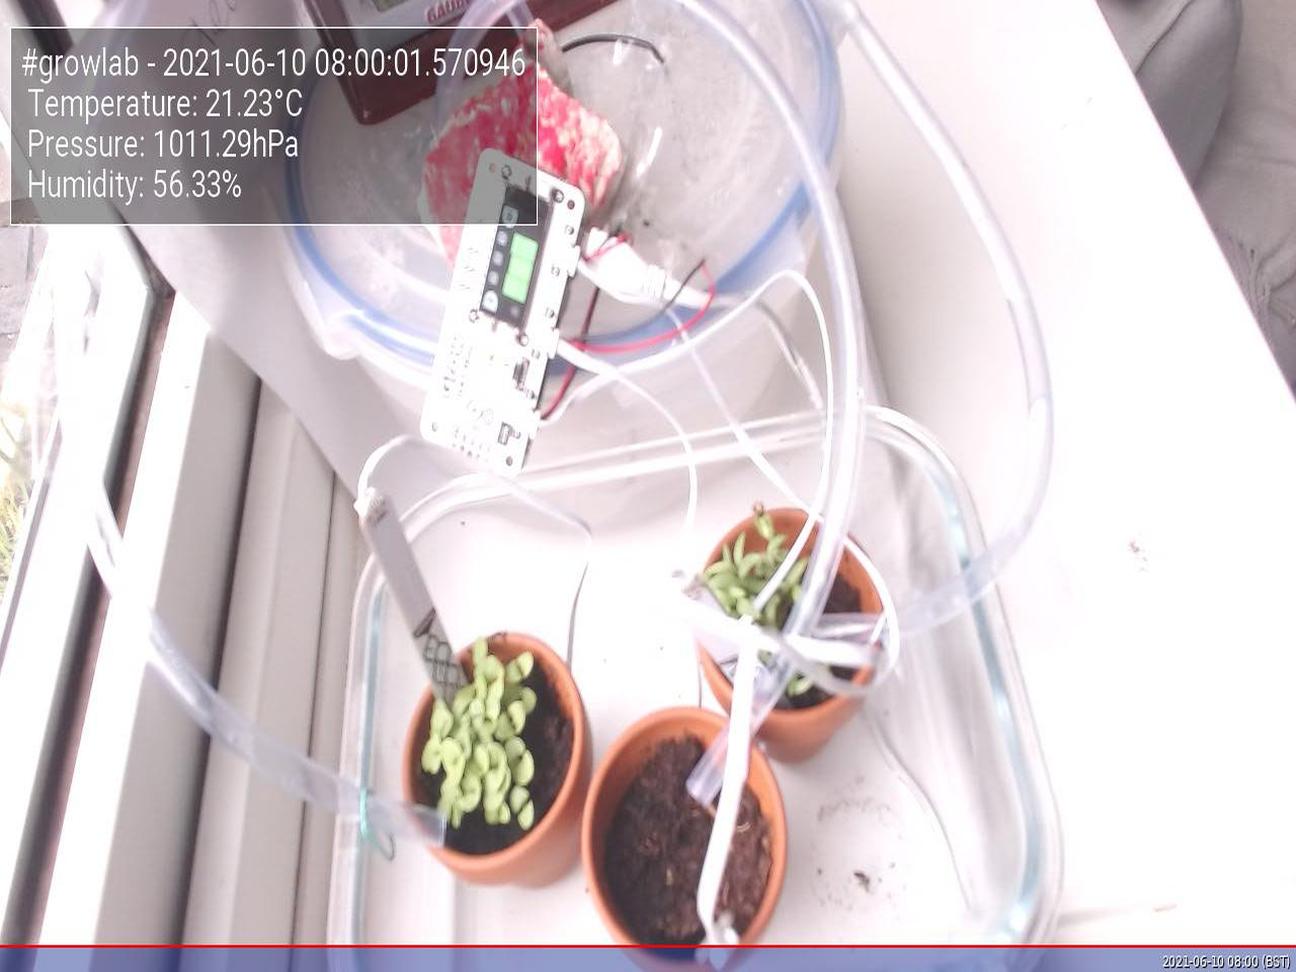 #growlab - 2021-06-10 08:00:01.570946
Temperature: 21.23°C
Pressure: 1011.29hPa
Humidity: 56.33%
2021-06-10 08:00 (BST)